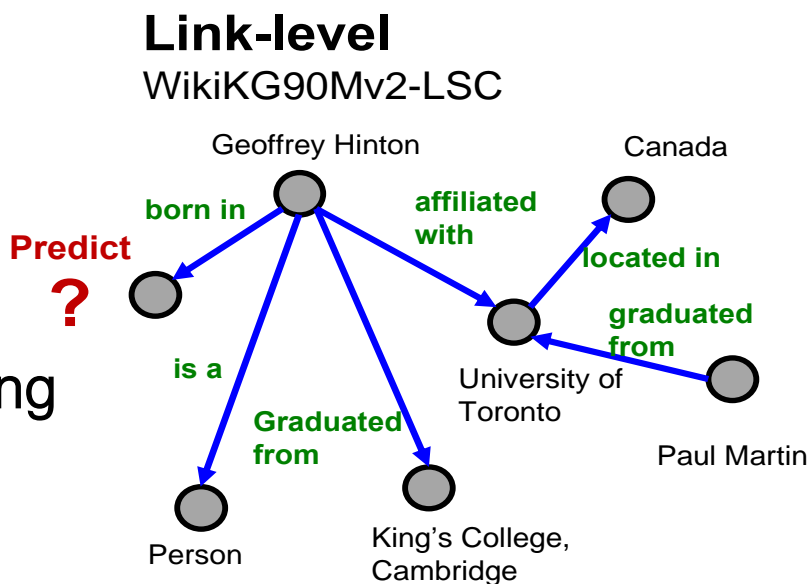 Link-level
WikiKG90Mv2-LSC
Geoffrey Hinton
Canada
born in
affiliated
with
Predict
?
located in
graduated
from
ng
is a
University of
Toronto
Graduated
from
Paul Martin
Person
King's College,
Cambridge